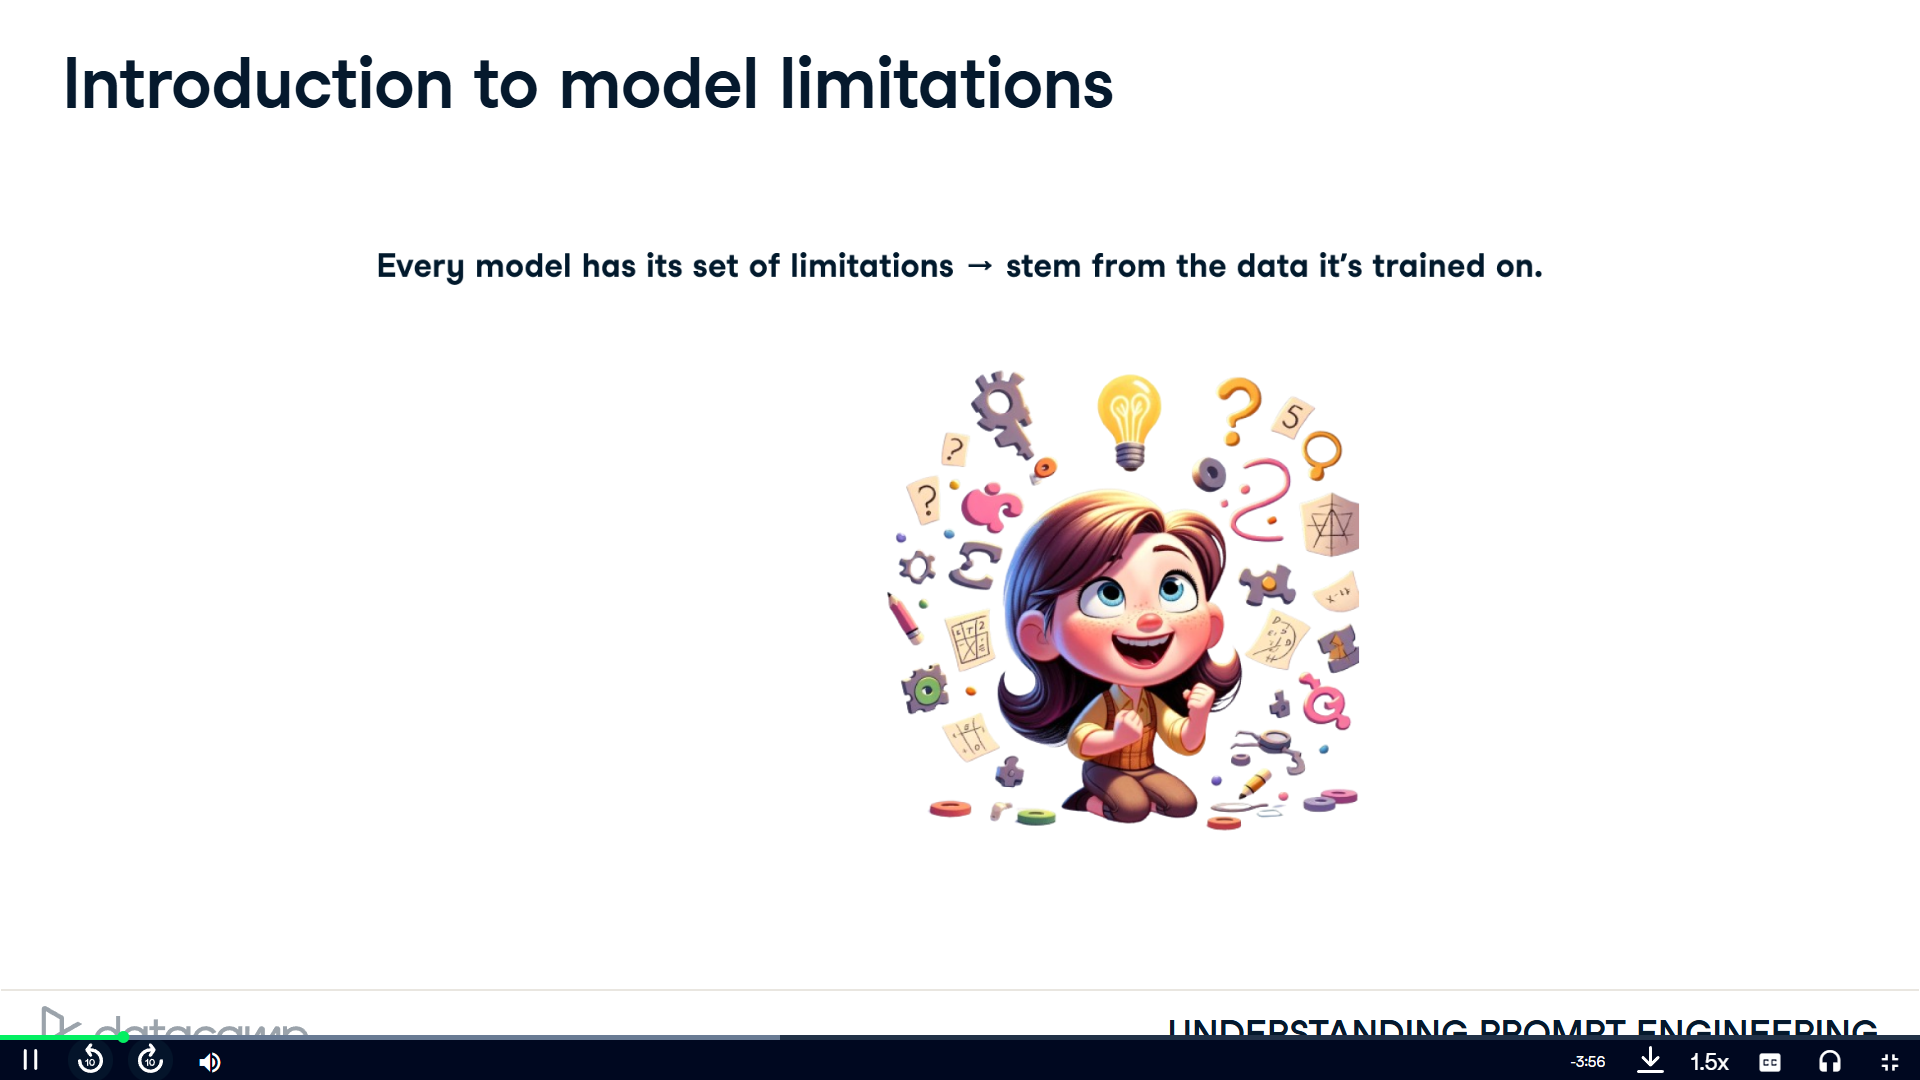 Introduction to model limitations
Every model has its set of limitations → stem from the data it's trained on.
?
5
?
datacamp
UNDERSTANDING PROMPT ENGINEERING
10
10
-3:56
1.5x
CC